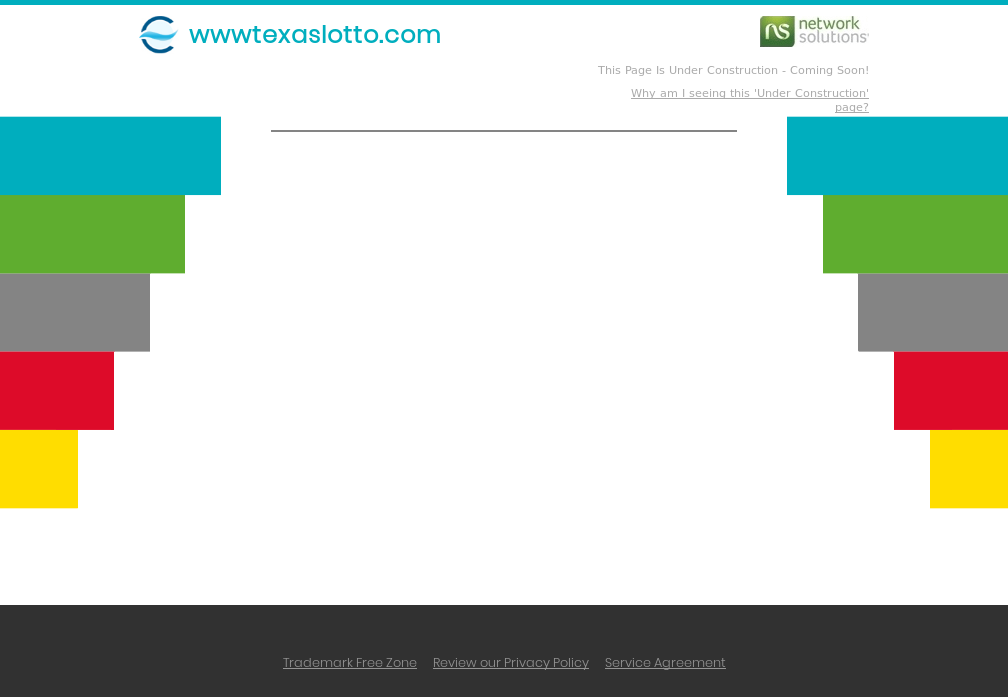 wwwtexaslotto.com
network
solutions
This Page Is Under Construction - Coming Soon!
Why am I seeing this 'Under Construction'
page?
Trademark Free Zone
Review our Privacy Policy
Service Agreement